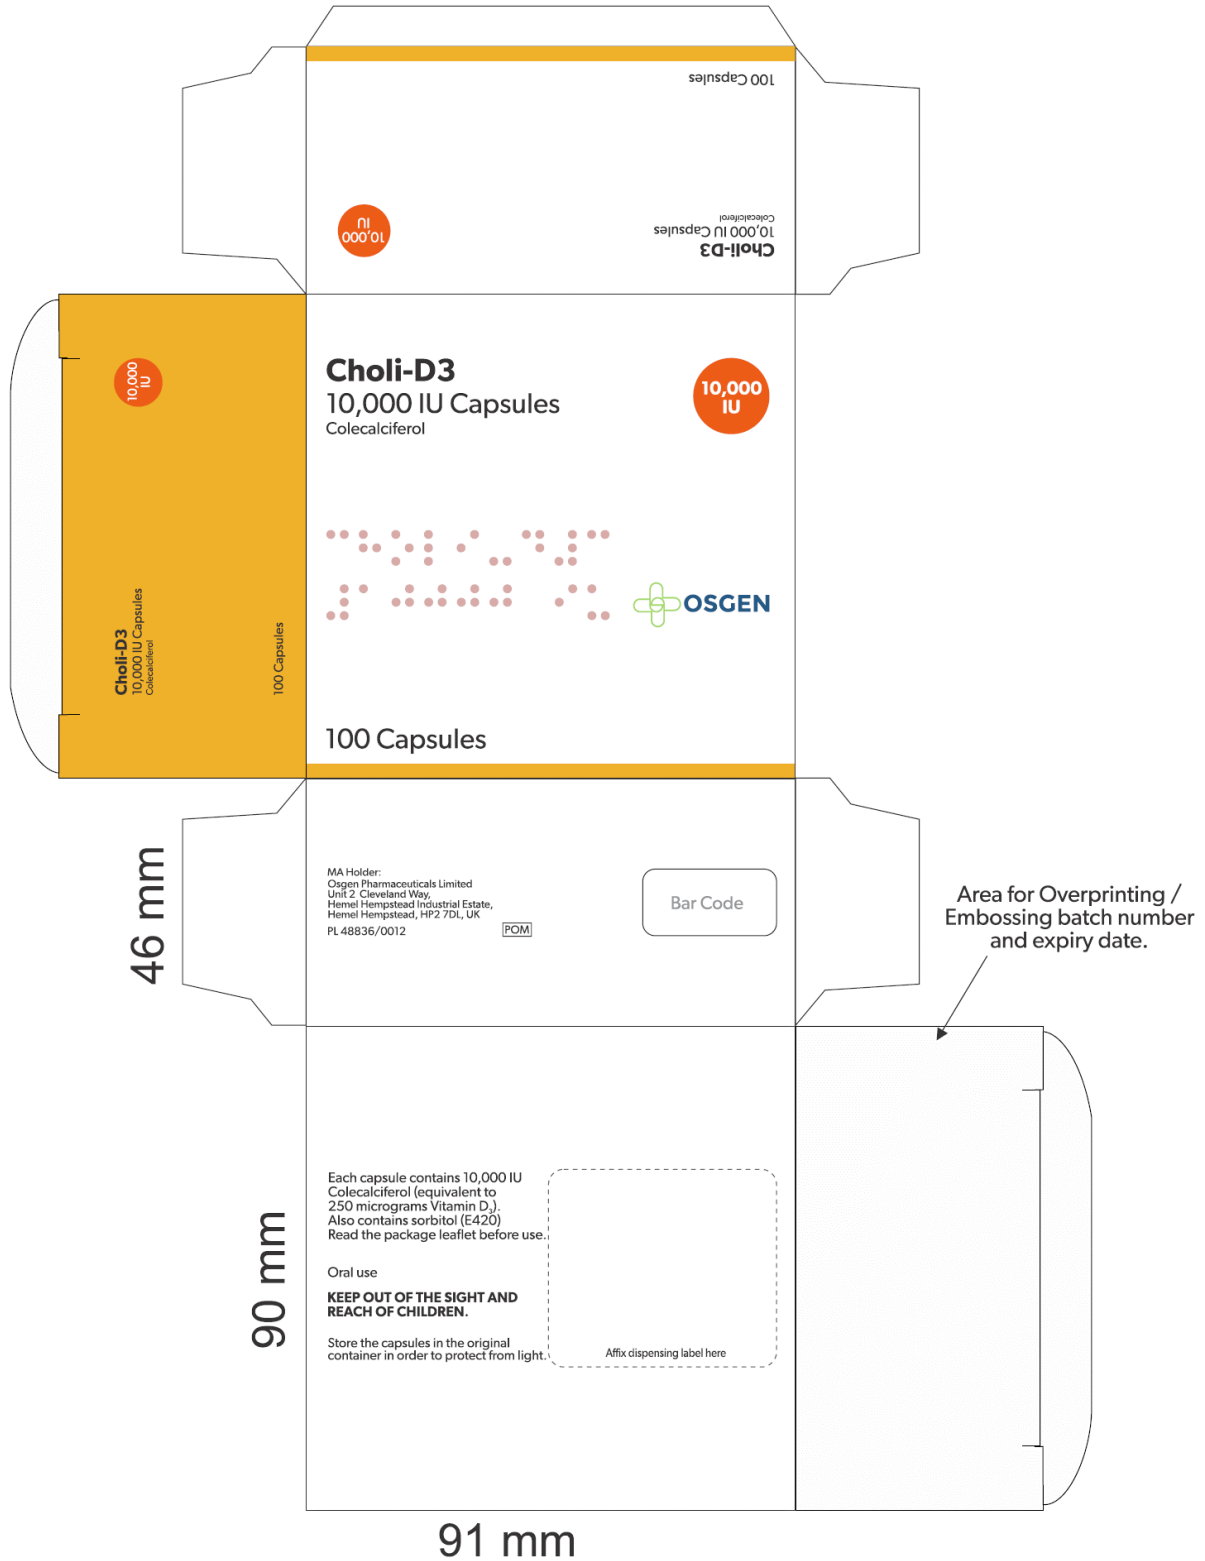 100 Capsules
Choli-D3
10,000 IU Capsules
Colecalciferol
10,000
IU
10,000
IU
Choli-D3
10,000 IU Capsules
Colecalciferol
100 Capsules
Choli-D3
10,000 IU Capsules
Colecalciferol
10,000
IU
OSGEN
100 Capsules
46 mm
MA Holder:
Osgen Pharmaceuticals Limited
Unit 2 Cleveland Way,
Hemel Hempstead Industrial Estate,
Hemel Hempstead, HP2 7DL, UK
PL 48836/0012
POM
Bar Code
Area for Overprinting /
Embossing batch number
and expiry date.
90 mm
Each capsule contains 10,000 IU
Colecalciferol (equivalent to
250 micrograms Vitamin D₃).
Also contains sorbitol (E420)
Read the package leaflet before use.
Oral use
KEEP OUT OF THE SIGHT AND
REACH OF CHILDREN.
Store the capsules in the original
container in order to protect from light.
Affix dispensing label here
91 mm